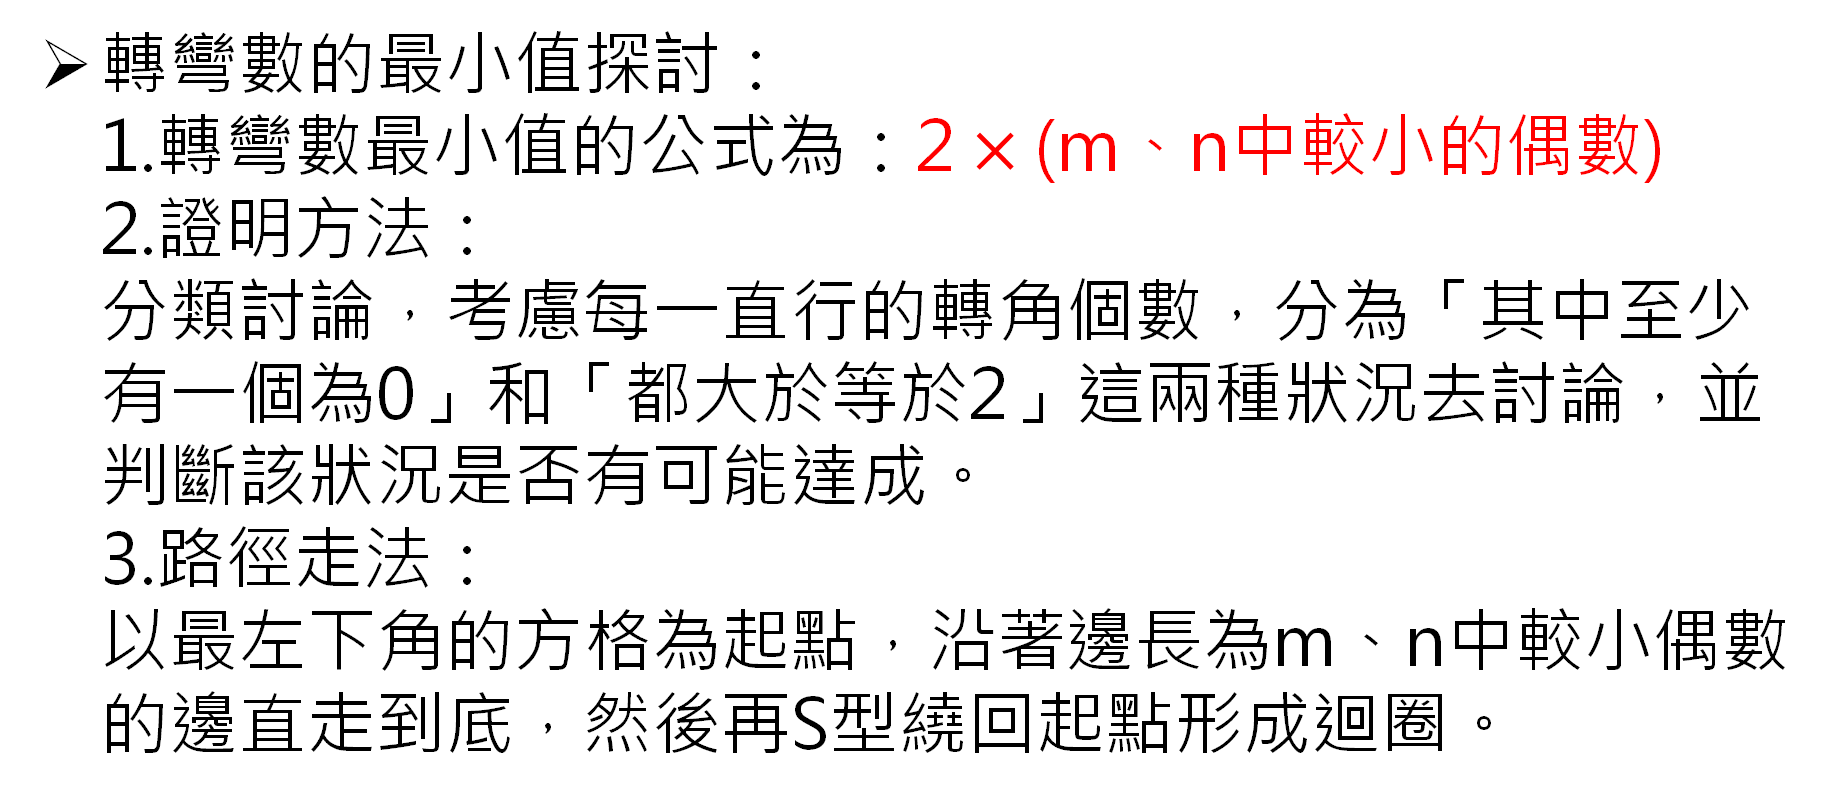 ➢轉彎數的最小值探討：
1.轉彎數最小值的公式為：2×(m、n中較小的偶數)
2.證明方法：
分類討論，考慮每一直行的轉角個數，分為「其中至少
有一個為0」和「都大於等於2」這兩種狀況去討論，並
判斷該狀況是否有可能達成。
3.路徑走法：
以最左下角的方格為起點，沿著邊長為m、n中較小偶數
的邊直走到底，然後再S型繞回起點形成迴圈。